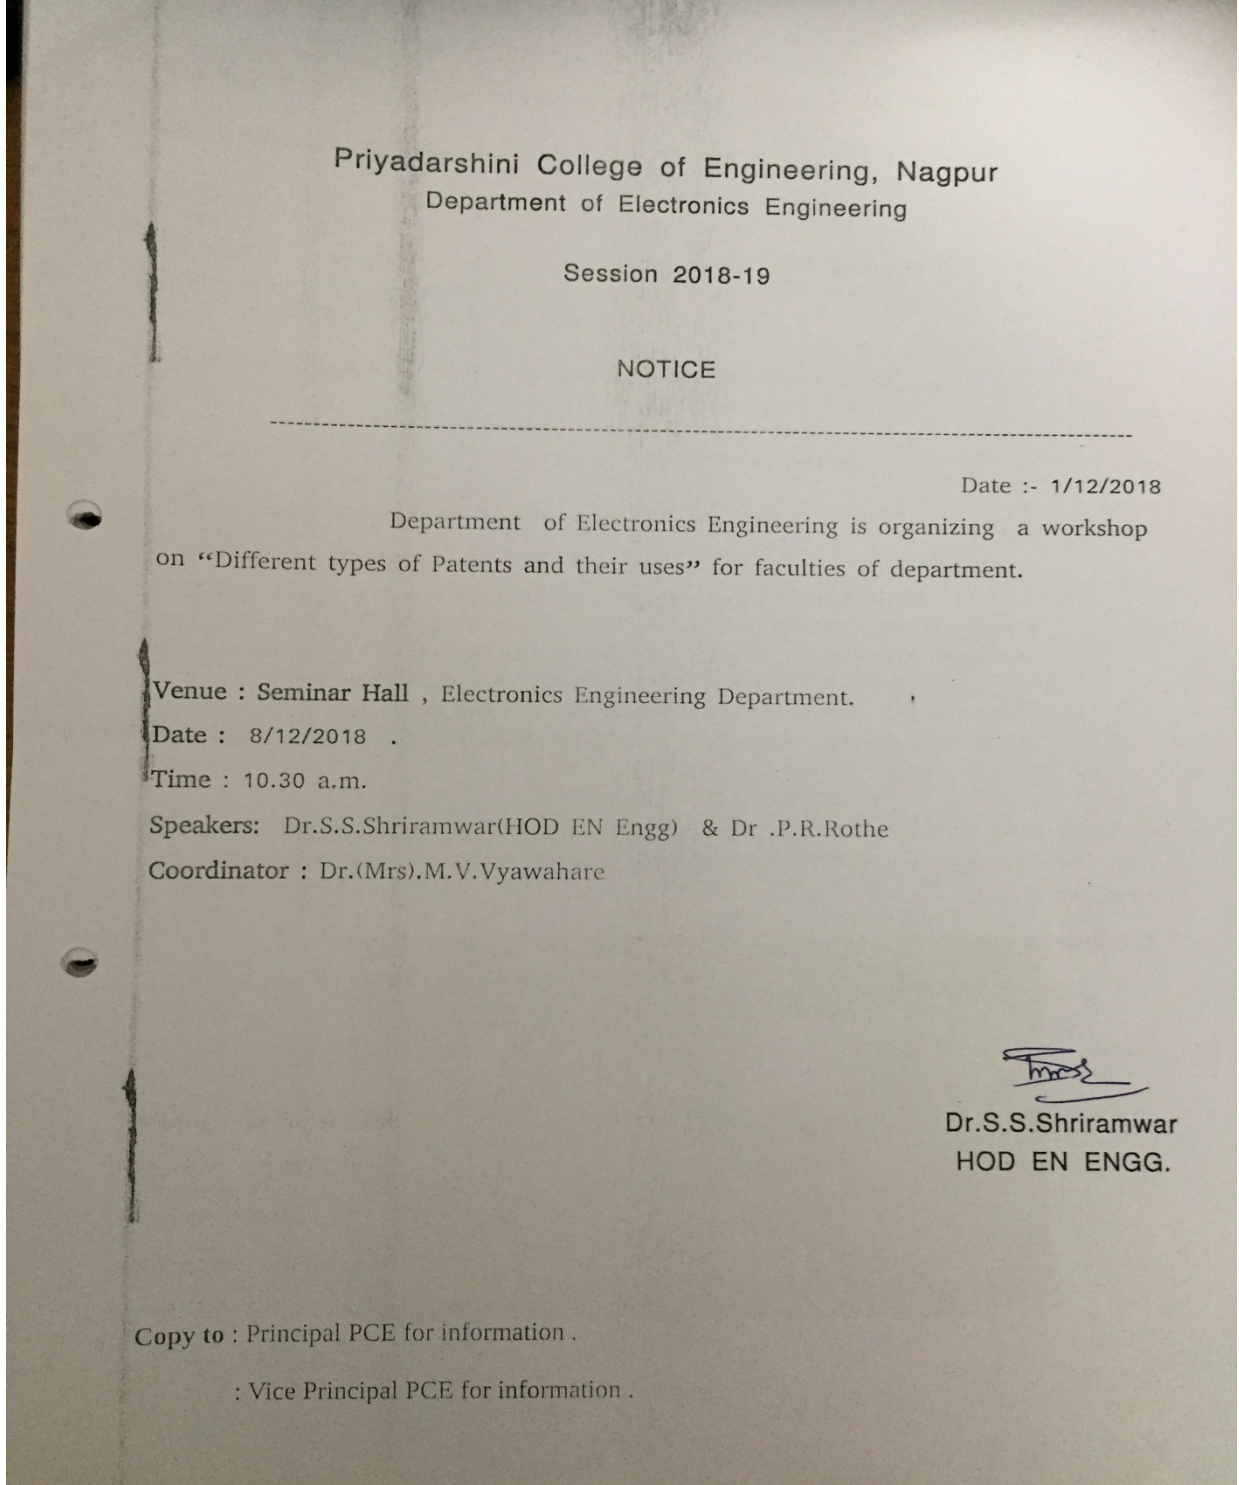 Priyadarshini College of Engineering, Nagpur
Department of Electronics Engineering
Session 2018-19
NOTICE
Date :- 1/12/2018
Department of Electronics Engineering is organizing a workshop
on “Different types of Patents and their uses” for faculties of department.
Venue : Seminar Hall , Electronics Engineering Department.
Date : 8/12/2018 .
Time : 10.30 a.m.
Speakers: Dr.S.S.Shriramwar(HOD EN Engg) & Dr .P.R.Rothe
Coordinator : Dr.(Mrs).M.V.Vyawahare
Dr.S.S.Shriramwar
HOD EN ENGG.
Copy to : Principal PCE for information .
: Vice Principal PCE for information .